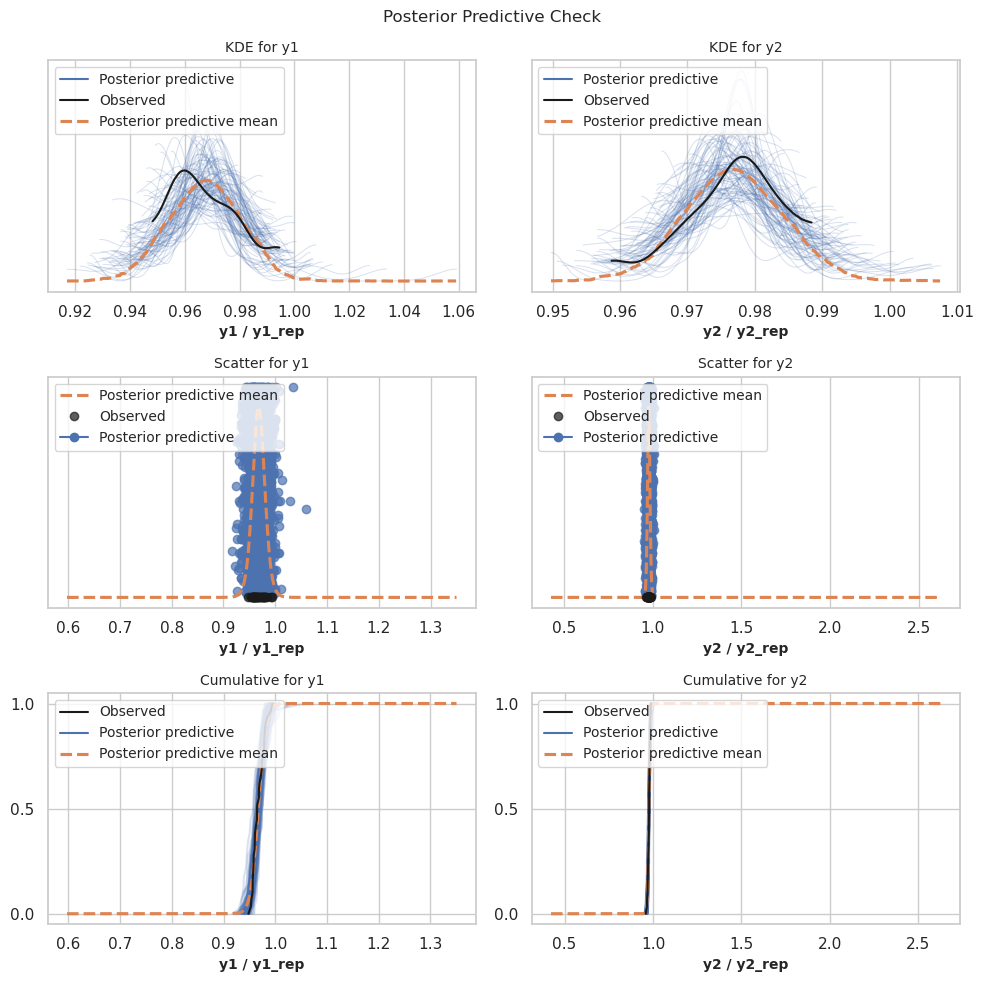 Posterior Predictive Check
KDE for y1
Posterior predictive
Observed
Posterior predictive mean
0.92 0.94 0.96 0.98 1.00 1.02 1.04 1.06
y1 / y1_rep
KDE for y2
Posterior predictive
Observed
Posterior predictive mean
0.95 0.96 0.97 0.98 0.99 1.00 1.01
y2 / y2_rep
Scatter for y1
Posterior predictive mean
Observed
Posterior predictive
0.6 0.7 0.8 0.9 1.0 1.1 1.2 1.3
y1 / y1_rep
Scatter for y2
Posterior predictive mean
Observed
Posterior predictive
0.5 1.0 1.5 2.0 2.5
y2 / y2_rep
Cumulative for y1
1.0
Observed
Posterior predictive
Posterior predictive mean
0.5
0.0
0.6 0.7 0.8 0.9 1.0 1.1 1.2 1.3
y1 / y1_rep
Cumulative for y2
1.0
Observed
Posterior predictive
Posterior predictive mean
0.5
0.0
0.5 1.0 1.5 2.0 2.5
y2 / y2_rep